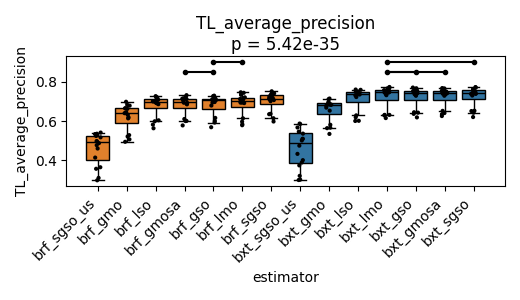 TL_average_precision
p = 5.42e-35
TL_average_precision
0.8
0.6
0.4
brf_sgso_us
brf_gmo
brf_lso
brf_gmosa
brf_gso
brf_lmo
brf_sgso
bxt_sgso_us
bxt_gmo
bxt_lso
bxt_lmo
bxt_gso
bxt_gmosa
bxt_sgso
estimator